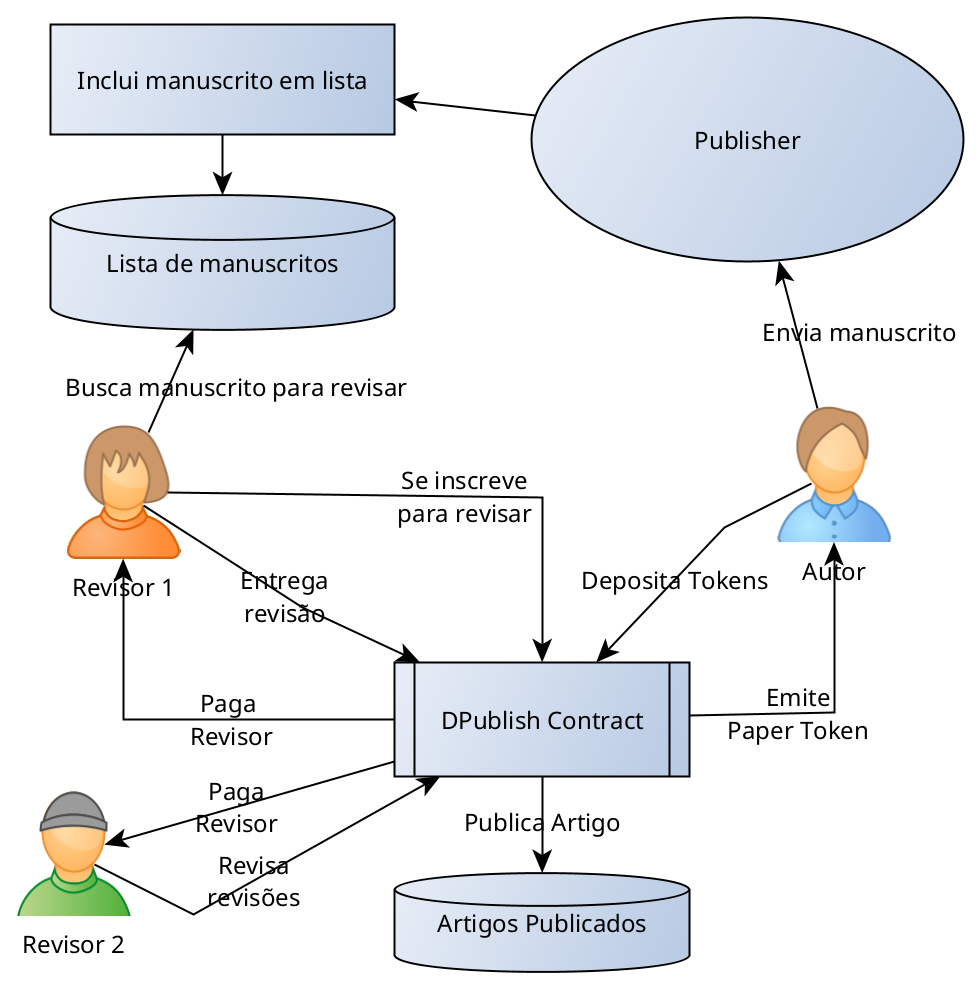 Inclui manuscrito em lista
Publisher
Lista de manuscritos
Envia manuscrito
Busca manuscrito para revisar
Se inscreve
para revisar
Revisor 1
Entrega
revisão
Deposita Tokens
Autor
Paga
Revisor
DPublish Contract
Emite
Paper Token
Paga
Revisor
Publica Artigo
Revisa
revisões
Artigos Publicados
Revisor 2